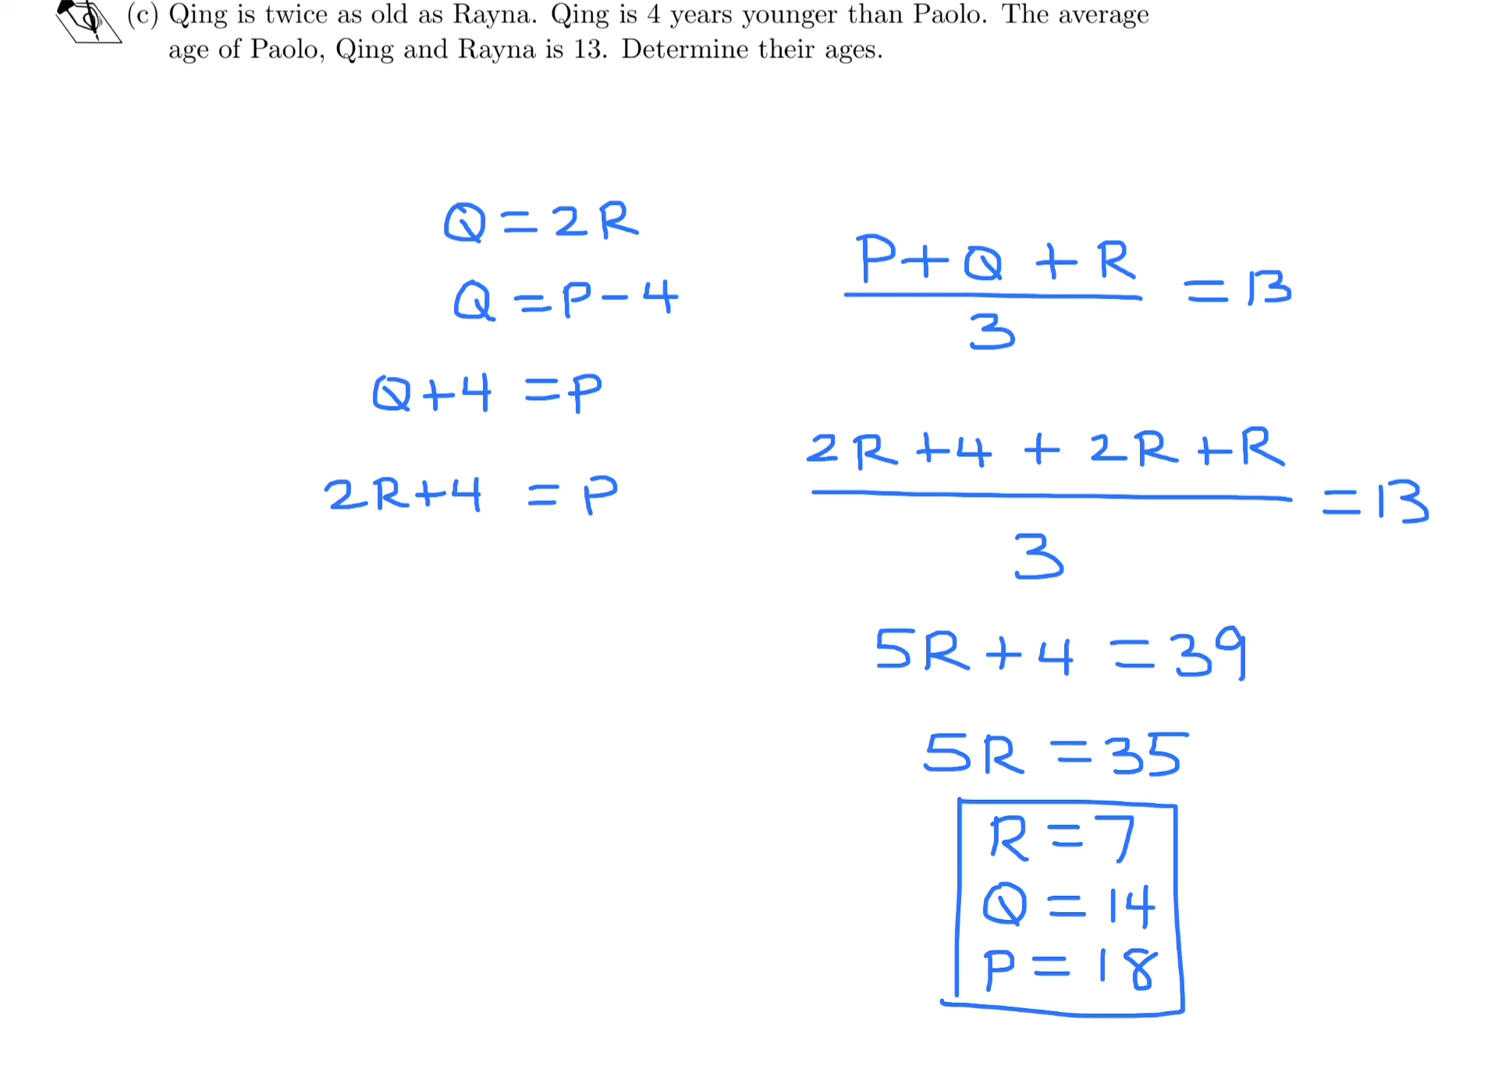 (c) Qing is twice as old as Rayna. Qing is 4 years younger than Paolo. The average
age of Paolo, Qing and Rayna is 13. Determine their ages.
Q = 2R
Q = P - 4
Q + 4 = P
2R + 4 = P
P + Q + R
3
= 13
2R + 4 + 2R + R
3
= 13
5R + 4 = 39
5R = 35
R = 7
Q = 14
P = 18